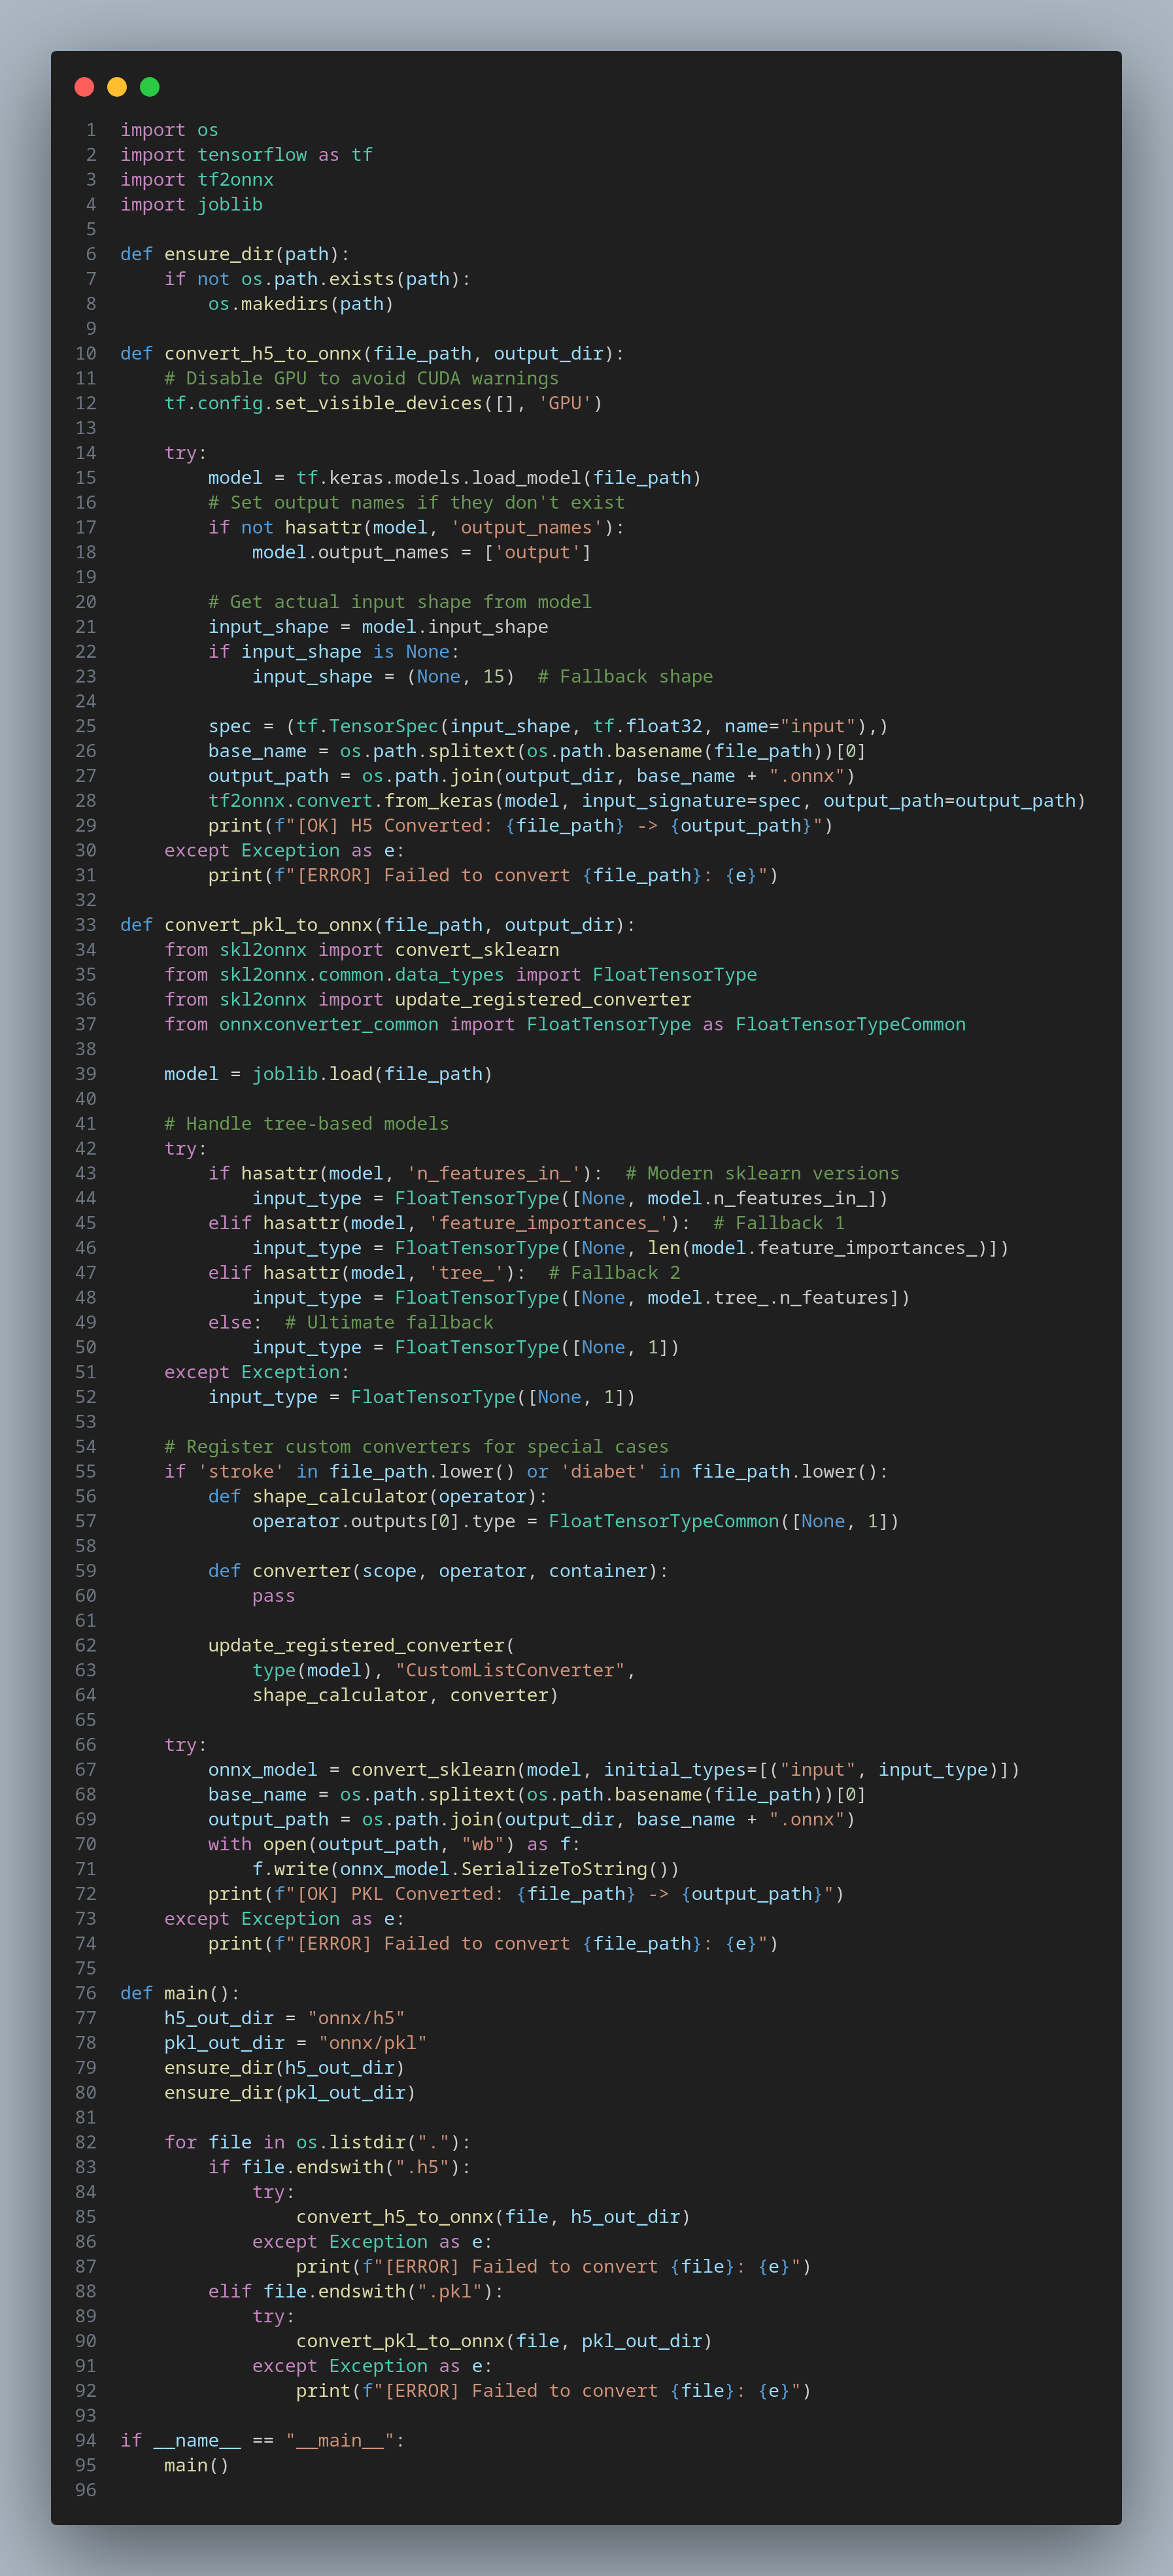 1 import os
2 import tensorflow as tf
3 import tf2onnx
4 import joblib
5
6 def ensure_dir(path):
7     if not os.path.exists(path):
8         os.makedirs(path)
9
10 def convert_h5_to_onnx(file_path, output_dir):
11     # Disable GPU to avoid CUDA warnings
12     tf.config.set_visible_devices([], 'GPU')
13
14     try:
15         model = tf.keras.models.load_model(file_path)
16         # Set output names if they don't exist
17         if not hasattr(model, 'output_names'):
18             model.output_names = ['output']
19
20         # Get actual input shape from model
21         input_shape = model.input_shape
22         if input_shape is None:
23             input_shape = (None, 15)  # Fallback shape
24
25         spec = (tf.TensorSpec(input_shape, tf.float32, name="input"),)
26         base_name = os.path.splitext(os.path.basename(file_path))[0]
27         output_path = os.path.join(output_dir, base_name + ".onnx")
28         tf2onnx.convert.from_keras(model, input_signature=spec, output_path=output_path)
29         print(f"[OK] H5 Converted: {file_path} -> {output_path}")
30     except Exception as e:
31         print(f"[ERROR] Failed to convert {file_path}: {e}")
32
33 def convert_pkl_to_onnx(file_path, output_dir):
34     from skl2onnx import convert_sklearn
35     from skl2onnx.common.data_types import FloatTensorType
36     from skl2onnx import update_registered_converter
37     from onnxconverter_common import FloatTensorType as FloatTensorTypeCommon
38
39     model = joblib.load(file_path)
40
41     # Handle tree-based models
42     try:
43         if hasattr(model, 'n_features_in_'):  # Modern sklearn versions
44             input_type = FloatTensorType([None, model.n_features_in_])
45         elif hasattr(model, 'feature_importances_'):  # Fallback 1
46             input_type = FloatTensorType([None, len(model.feature_importances_)])
47         elif hasattr(model, 'tree_'):  # Fallback 2
48             input_type = FloatTensorType([None, model.tree_.n_features])
49         else:  # Ultimate fallback
50             input_type = FloatTensorType([None, 1])
51     except Exception:
52         input_type = FloatTensorType([None, 1])
53
54     # Register custom converters for special cases
55     if 'stroke' in file_path.lower() or 'diabet' in file_path.lower():
56         def shape_calculator(operator):
57             operator.outputs[0].type = FloatTensorTypeCommon([None, 1])
58
59         def converter(scope, operator, container):
60             pass
61
62         update_registered_converter(
63             type(model), "CustomListConverter",
64             shape_calculator, converter)
65
66     try:
67         onnx_model = convert_sklearn(model, initial_types=[("input", input_type)])
68         base_name = os.path.splitext(os.path.basename(file_path))[0]
69         output_path = os.path.join(output_dir, base_name + ".onnx")
70         with open(output_path, "wb") as f:
71             f.write(onnx_model.SerializeToString())
72         print(f"[OK] PKL Converted: {file_path} -> {output_path}")
73     except Exception as e:
74         print(f"[ERROR] Failed to convert {file_path}: {e}")
75
76 def main():
77     h5_out_dir = "onnx/h5"
78     pkl_out_dir = "onnx/pkl"
79     ensure_dir(h5_out_dir)
80     ensure_dir(pkl_out_dir)
81
82     for file in os.listdir("."):
83         if file.endswith(".h5"):
84             try:
85                 convert_h5_to_onnx(file, h5_out_dir)
86             except Exception as e:
87                 print(f"[ERROR] Failed to convert {file}: {e}")
88         elif file.endswith(".pkl"):
89             try:
90                 convert_pkl_to_onnx(file, pkl_out_dir)
91             except Exception as e:
92                 print(f"[ERROR] Failed to convert {file}: {e}")
93
94 if __name__ == "__main__":
95     main()
96